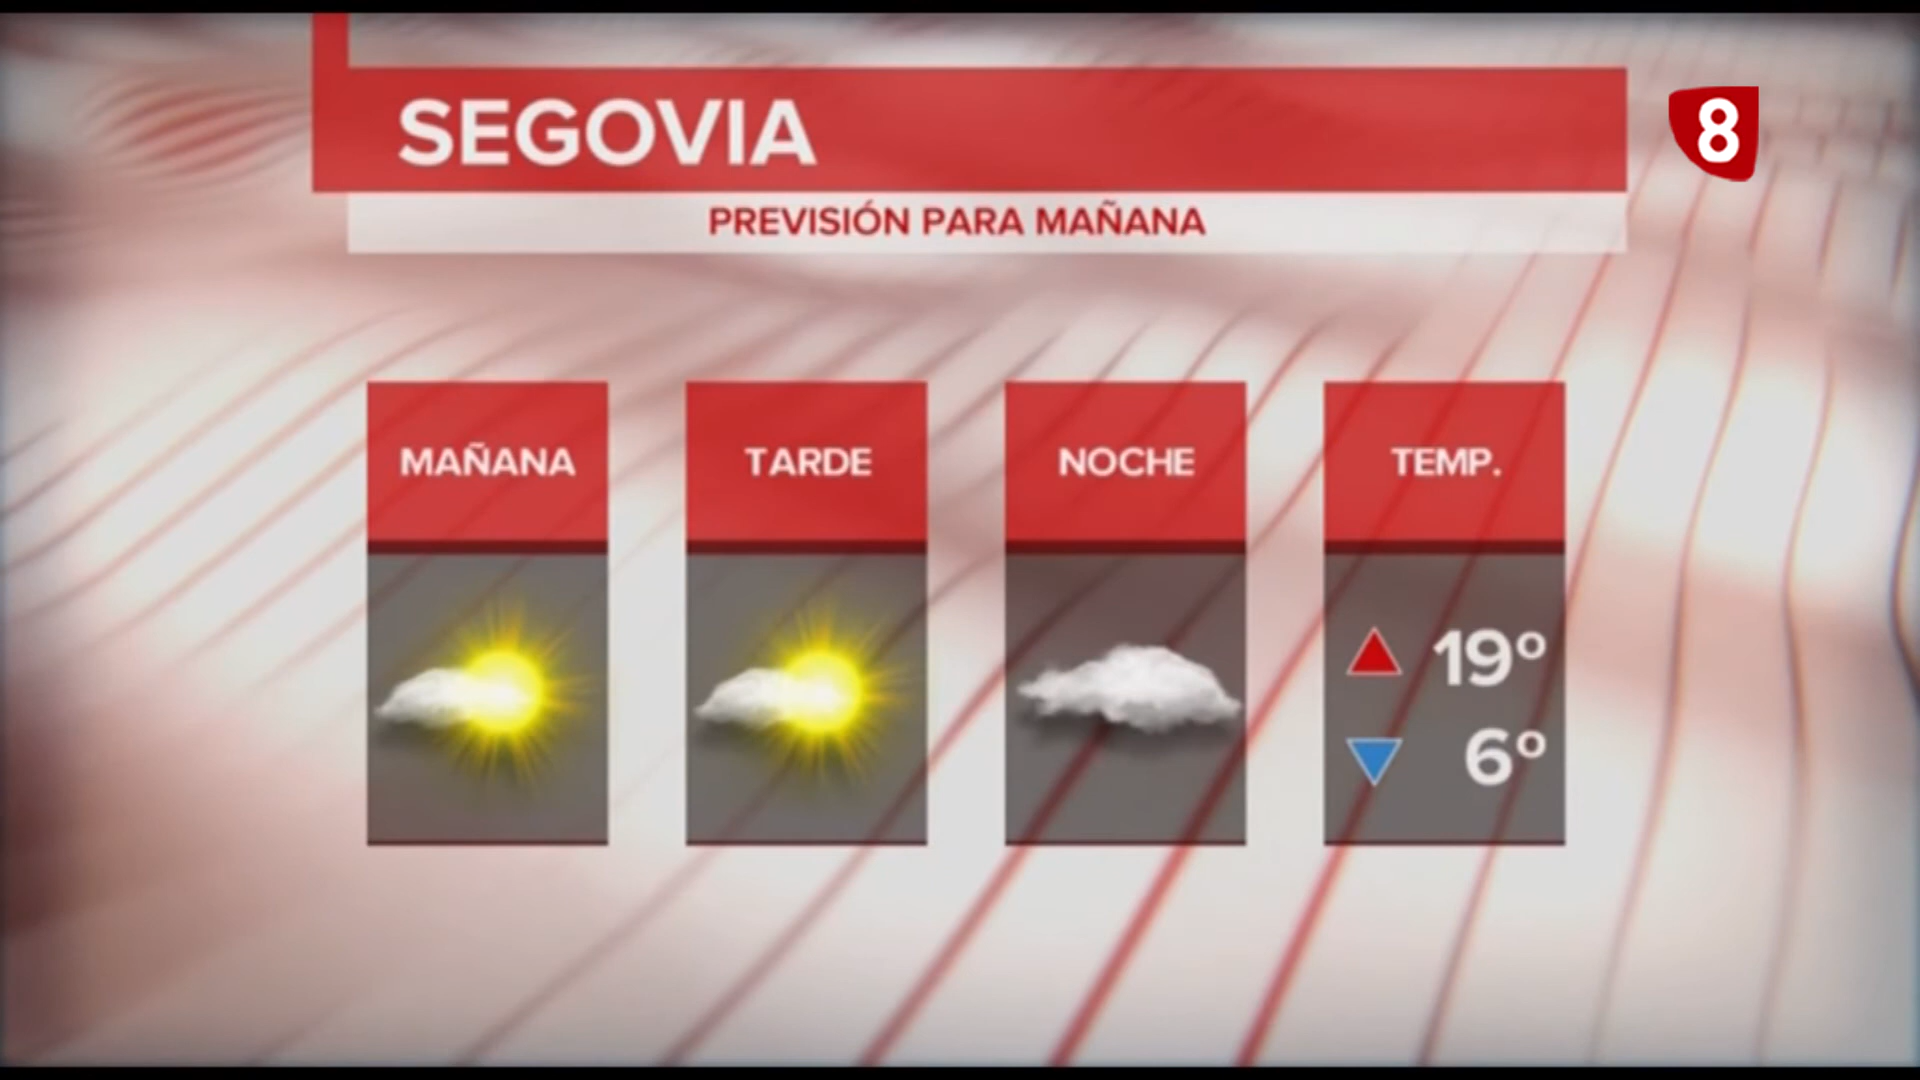 SEGOVIA
8
PREVISIÓN PARA MAÑANA
MAÑANA
TARDE
NOCHE
TEMP.
19º
6º